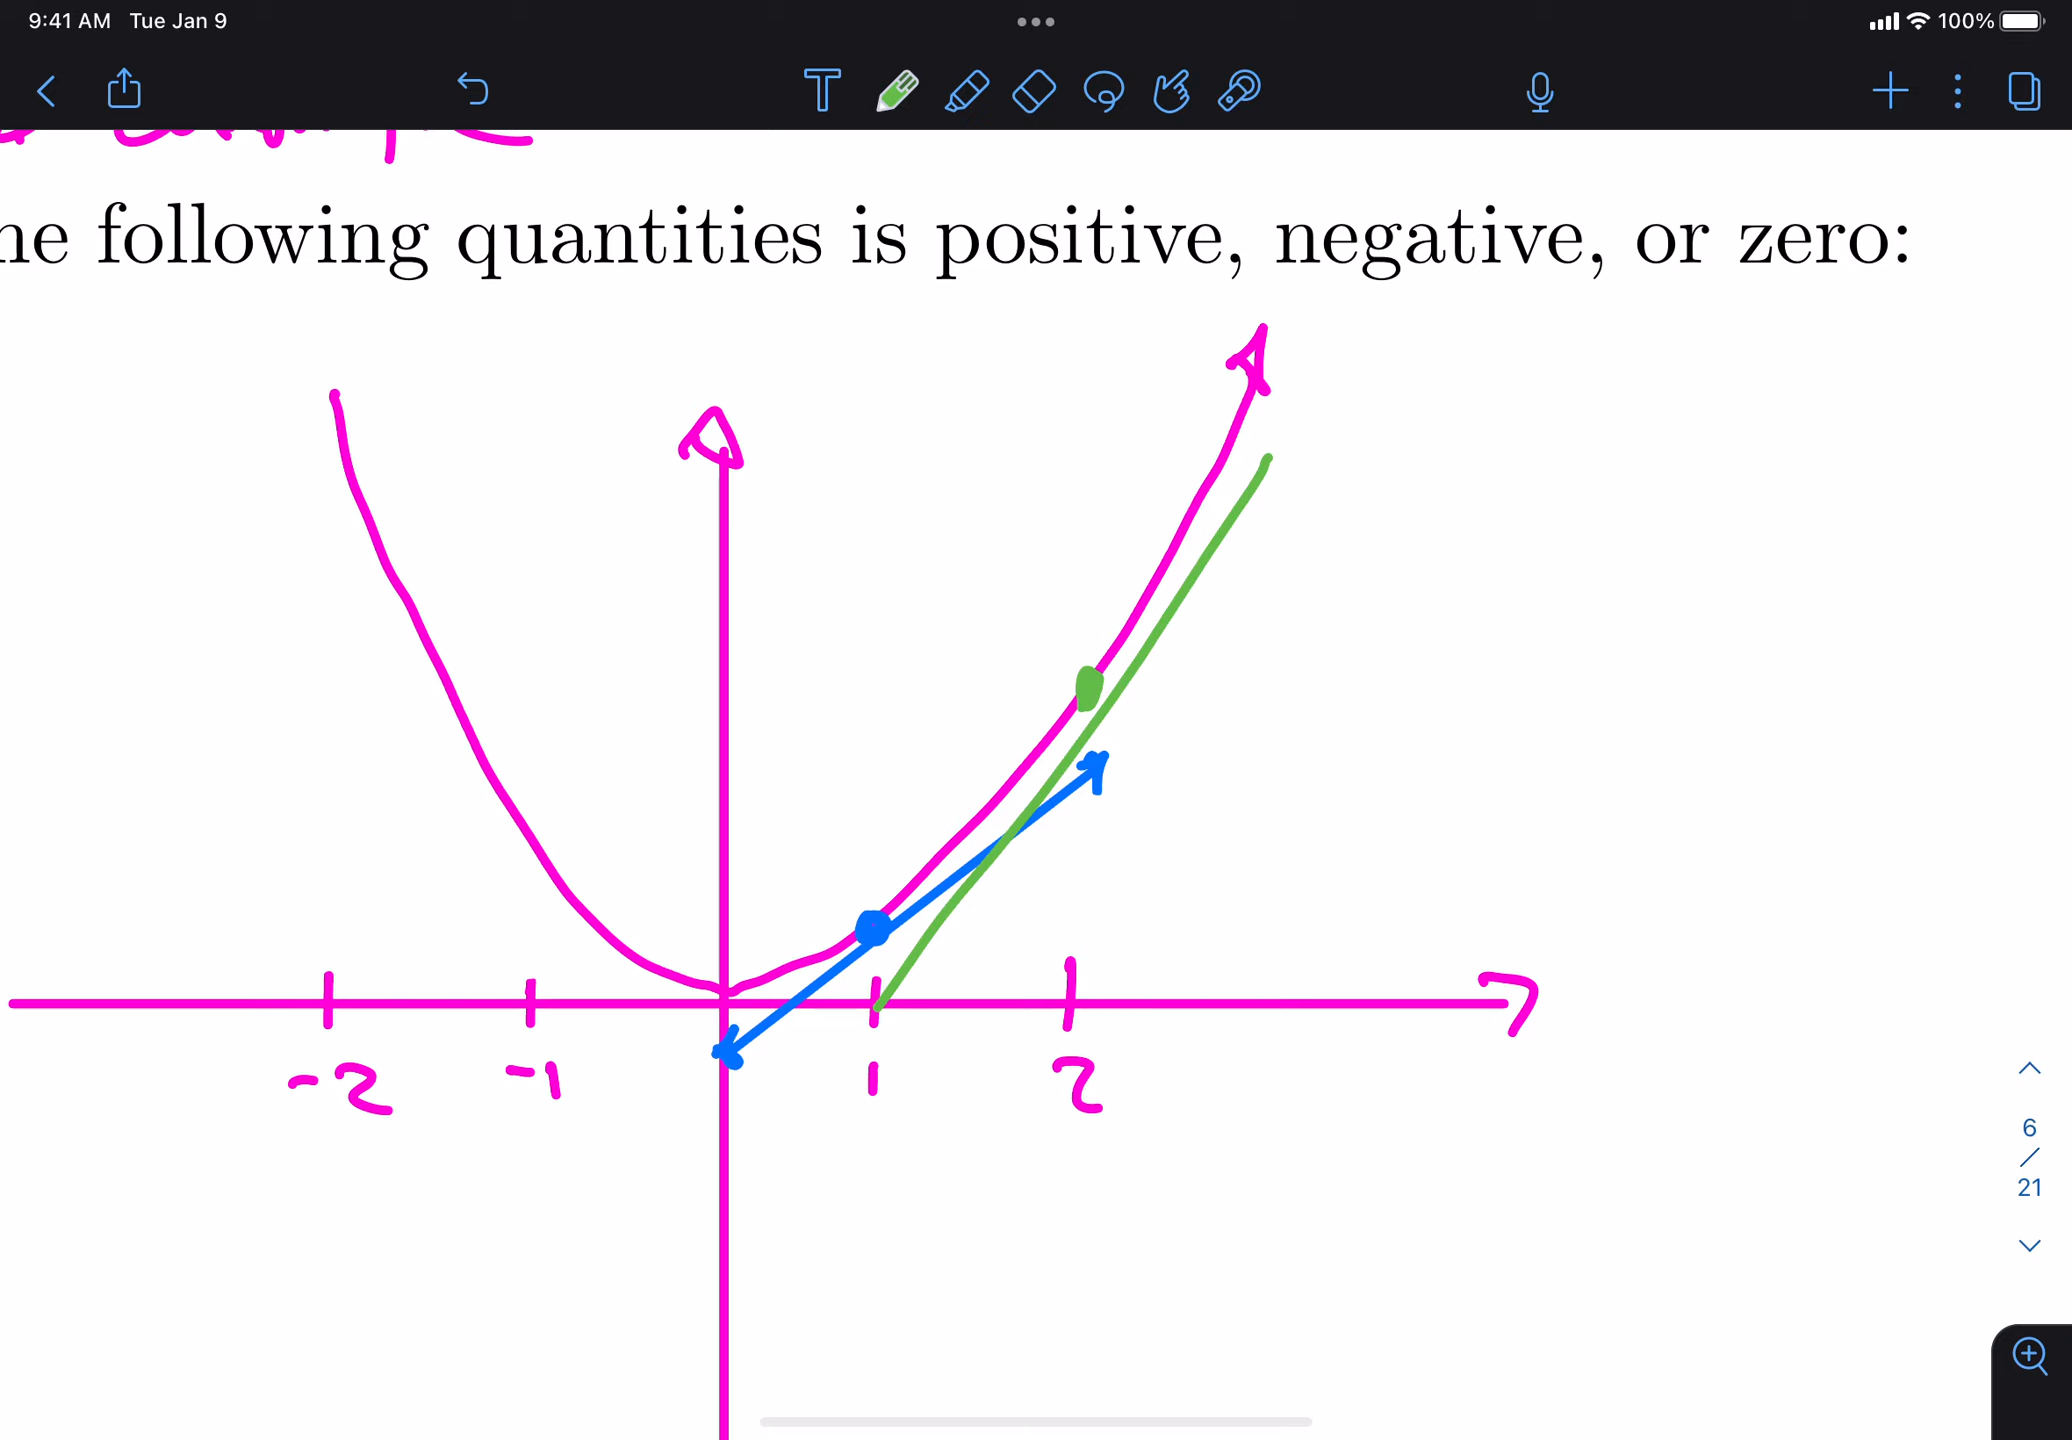 9:41 AM Tue Jan 9
100%
following quantities is positive, negative, or zero:
-2 -1 1 2
6
/
21